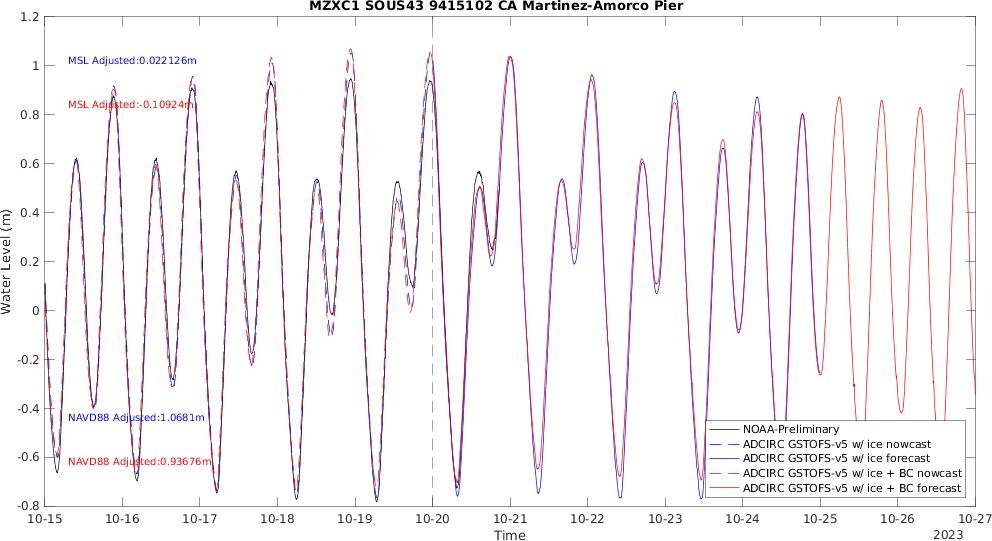 MZXC1 SOUS43 9415102 CA Martinez-Amorco Pier
1.2
1
0.8
0.6
0.4
0.2
0
-0.2
-0.4
-0.6
-0.8
Water Level (m)
MSL Adjusted:0.022126m
MSL Adjusted:-0.10924m
NAVD88 Adjusted:1.0681m
NAVD88 Adjusted:0.93676m
NOAA-Preliminary
ADCIRC GSTOFS-v5 w/ ice nowcast
ADCIRC GSTOFS-v5 w/ ice forecast
ADCIRC GSTOFS-v5 w/ ice + BC nowcast
ADCIRC GSTOFS-v5 w/ ice + BC forecast
10-15 10-16 10-17 10-18 10-19 10-20 10-21 10-22 10-23 10-24 10-25 10-26 10-27
Time
2023